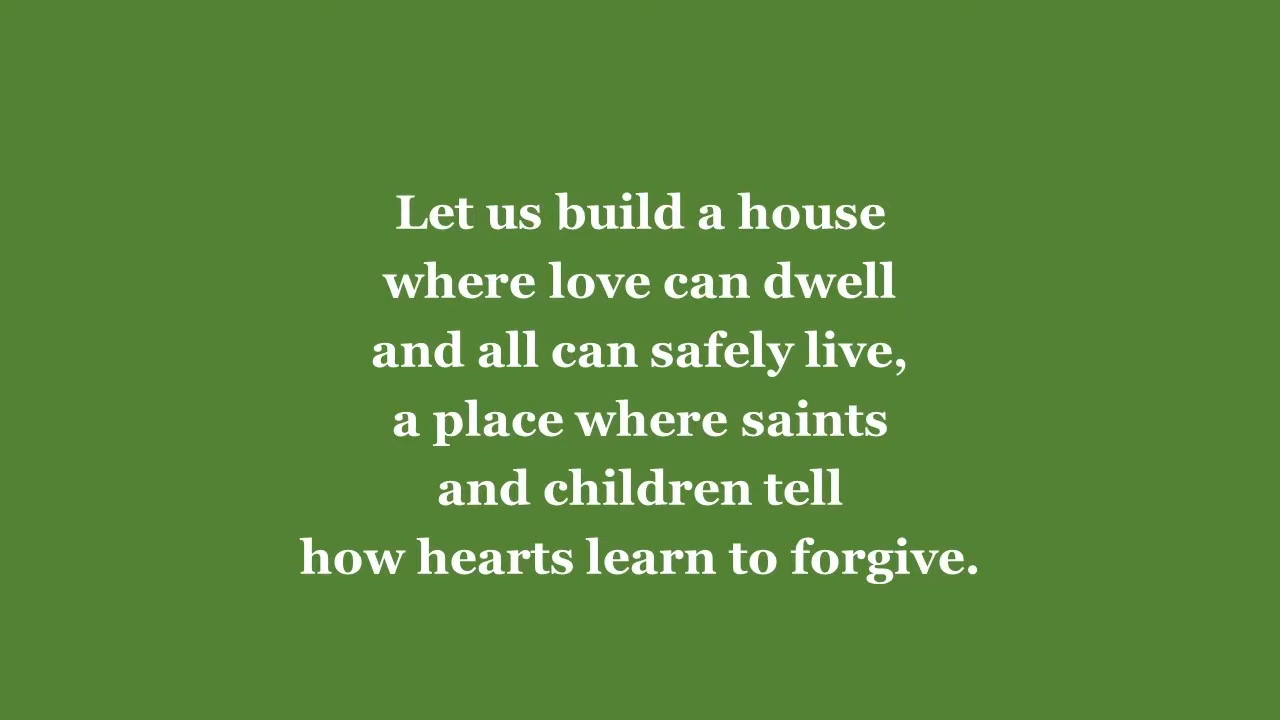 Let us build a house
where love can dwell
and all can safely live,
a place where saints
and children tell
how hearts learn to forgive.